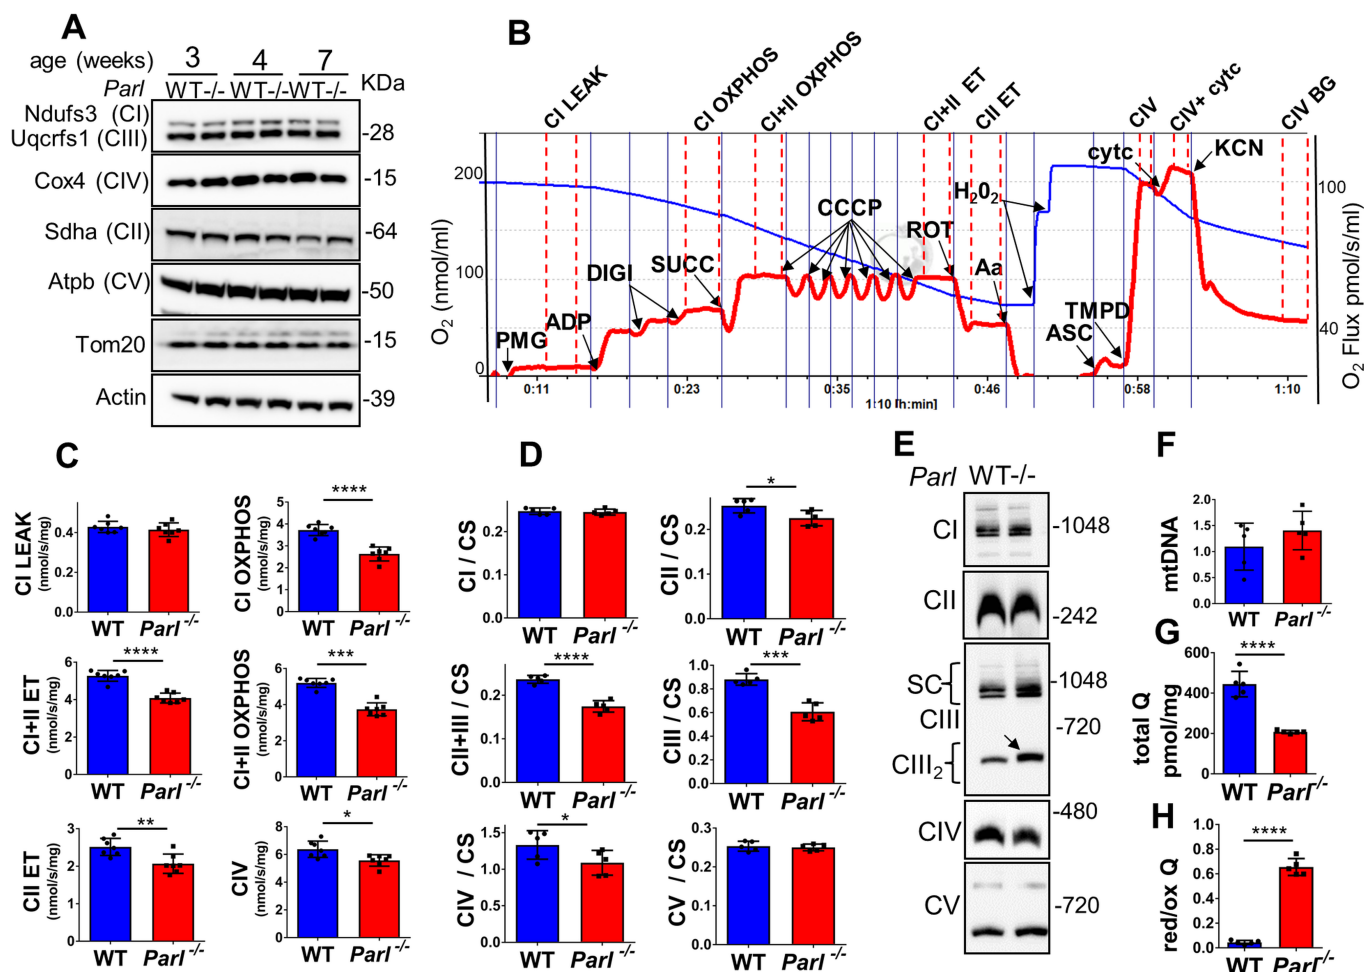 A
age (weeks) 3 4 7
Parl WT -/- WT -/- WT -/- KDa
Ndufs3 (CI)
Uqcrfs1 (CIII) -28
Cox4 (CIV) -15
Sdha (CII) -64
Atpb (CV) -50
Tom20 -15
Actin -39
B
CI LEAK CI OXPHOS CI+II OXPHOS CI+II ET CII ET CIV CIV+ cytc CIV BG
O2 (nmol/ml)
200
100
0
PMG ADP DIGI SUCC CCCP ROT Aa H202 ASC TMPD cytc KCN
100
40
O2 Flux pmol/s/ml)
0:11 0:23 0:35 0:46 0:58 1:10
1:10 [h:min]
C
CI LEAK
(nmol/s/mg)
0.4
0.2
0.0
WT Parl -/-
CI OXPHOS
(nmol/s/mg)
5
4
3
2
1
0
****
WT Parl -/-
CI+II ET
(nmol/s/mg)
6
4
2
0
****
WT Parl -/-
CI+II OXPHOS
(nmol/s/mg)
6
4
2
0
***
WT Parl -/-
CII ET
(nmol/s/mg)
3
2
1
0
**
WT Parl -/-
CIV
(nmol/s/mg)
10
8
6
4
2
0
*
WT Parl -/-
D
CI / CS
0.2
0.1
0.0
WT Parl -/-
CII / CS
0.2
0.1
0.0
*
WT Parl -/-
CII+III / CS
0.2
0.1
0.0
****
WT Parl -/-
CIII / CS
1.0
0.8
0.6
0.4
0.2
0.0
***
WT Parl -/-
CIV / CS
1.5
1.0
0.5
0.0
*
WT Parl -/-
CV / CS
0.3
0.2
0.1
0.0
WT Parl -/-
E
Parl WT -/-
CI -1048
CII -242
SC -1048
CIII -720
CIII2
-480
CIV
CV -720
F
mtDNA
2.0
1.5
1.0
0.5
0.0
WT Parl -/-
G
total Q
pmol/mg
600
400
200
0
****
WT Parl -/-
H
red/ox Q
1.0
0.8
0.6
0.4
0.2
0.0
****
WT Parl -/-